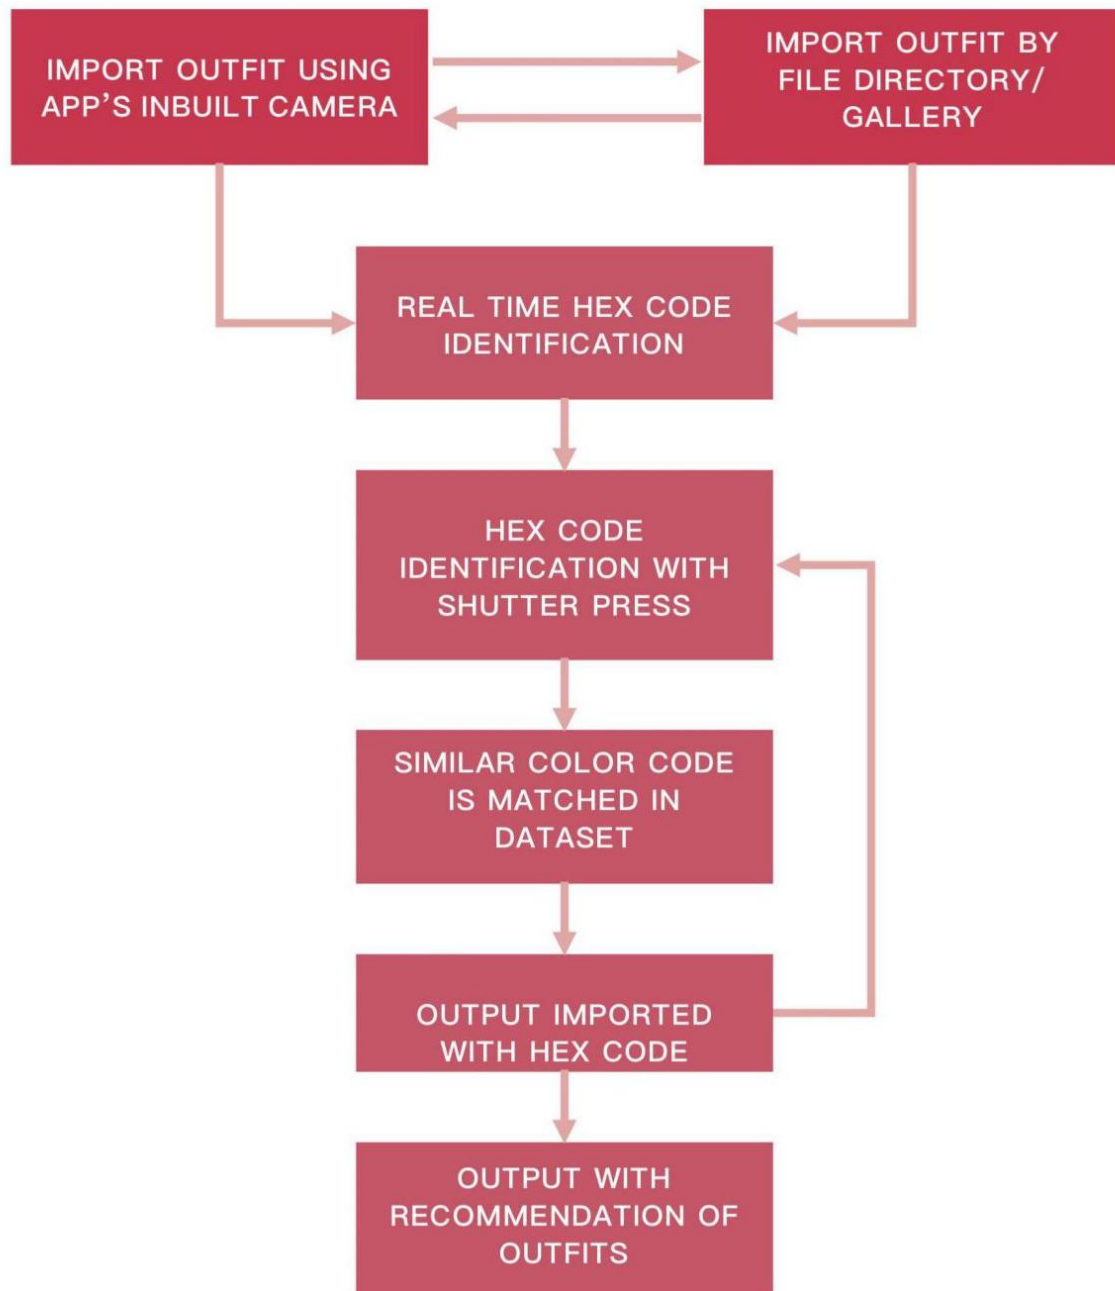 IMPORT OUTFIT USING
APP'S INBUILT CAMERA
IMPORT OUTFIT BY
FILE DIRECTORY/
GALLERY
REAL TIME HEX CODE
IDENTIFICATION
HEX CODE
IDENTIFICATION WITH
SHUTTER PRESS
SIMILAR COLOR CODE
IS MATCHED IN
DATASET
OUTPUT IMPORTED
WITH HEX CODE
OUTPUT WITH
RECOMMENDATION OF
OUTFITS